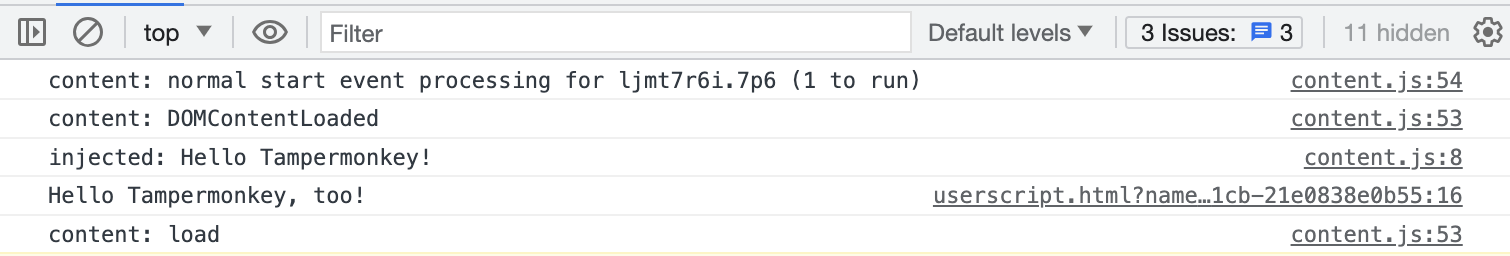 top ▼ Filter Default levels ▼ 3 Issues: 3 11 hidden
content: normal start event processing for ljmt7r6i.7p6 (1 to run) content.js:54
content: DOMContentLoaded content.js:53
injected: Hello Tampermonkey! content.js:8
Hello Tampermonkey, too! userscript.html?name…1cb-21e0838e0b55:16
content: load content.js:53